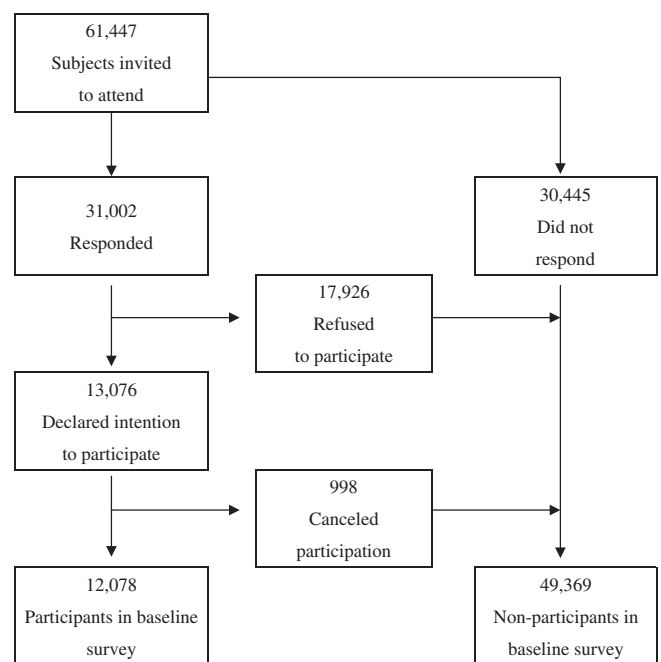 61,447
Subjects invited
to attend
31,002
Responded
30,445
Did not
respond
17,926
Refused
to participate
13,076
Declared intention
to participate
998
Canceled
participation
12,078
Participants in baseline
survey
49,369
Non-participants in
baseline survey